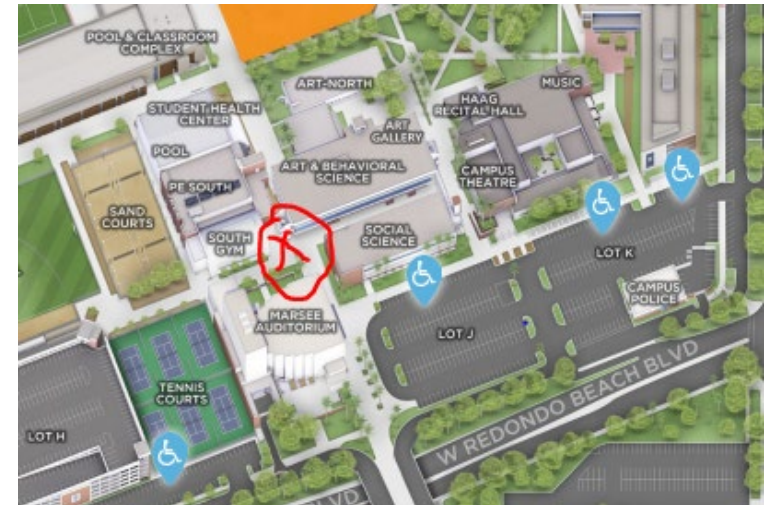 POOL & CLASSROOM
COMPLEX
ART-NORTH
MUSIC
STUDENT HEALTH
CENTER
HAAG
RECITAL HALL
ART
GALLERY
POOL
ART & BEHAVIORAL
SCIENCE
CAMPUS
THEATRE
PE SOUTH
SAND
COURTS
SOUTH
GYM
SOCIAL
SCIENCE
LOT K
CAMPUS
POLICE
MARSEE
AUDITORIUM
LOT J
TENNIS
COURTS
W REDONDO BEACH BLVD
LOT H
VD